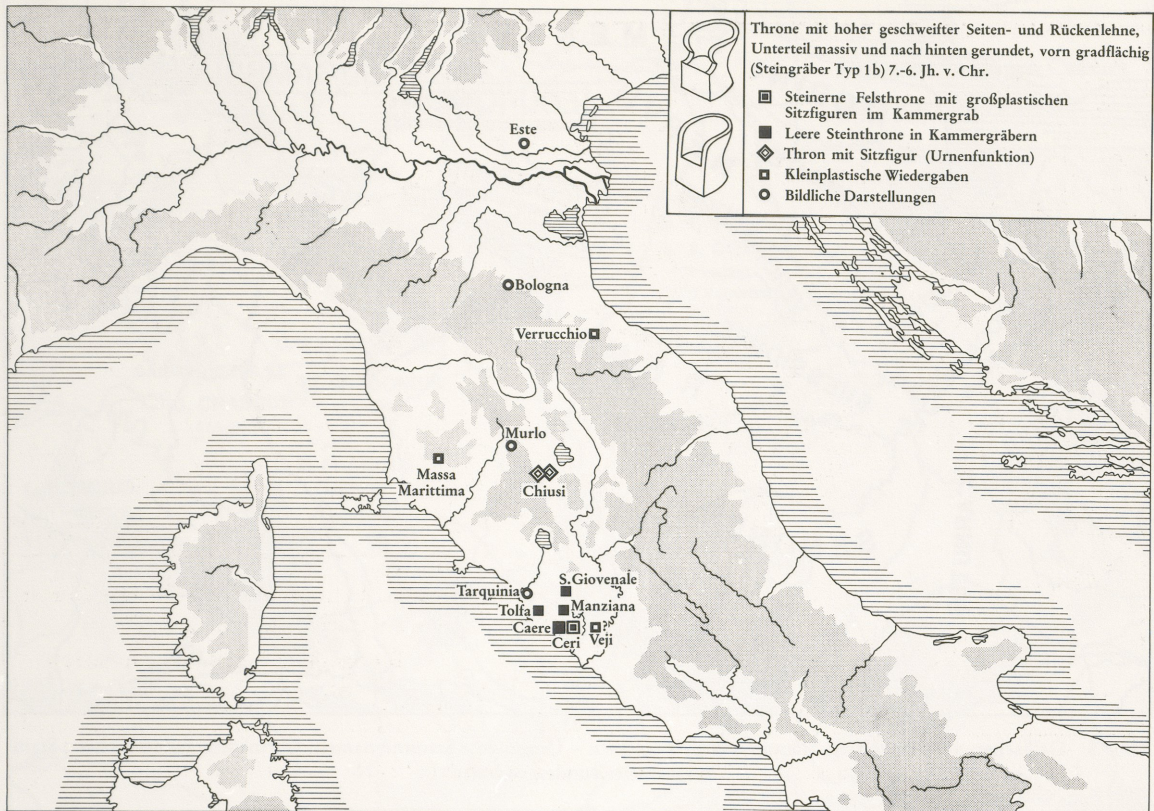 Throne mit hoher geschweifter Seiten- und Rückenlehne,
Unterteil massiv und nach hinten gerundet, vorn gradflächig
(Steingräber Typ 1b) 7.-6. Jh. v. Chr.
Steinerne Felsthrone mit großplastischen
Sitzfiguren im Kammergrab
Leere Steinthrone in Kammergräbern
Thron mit Sitzfigur (Urnenfunktion)
Kleinplastische Wiedergaben
Bildliche Darstellungen
Este
Bologna
Verrucchio
Murlo
Massa
Marittima
Chiusi
S.Giovenale
Tarquinia
Tolfa
Manziana
Caere
Ceri
?
Veji